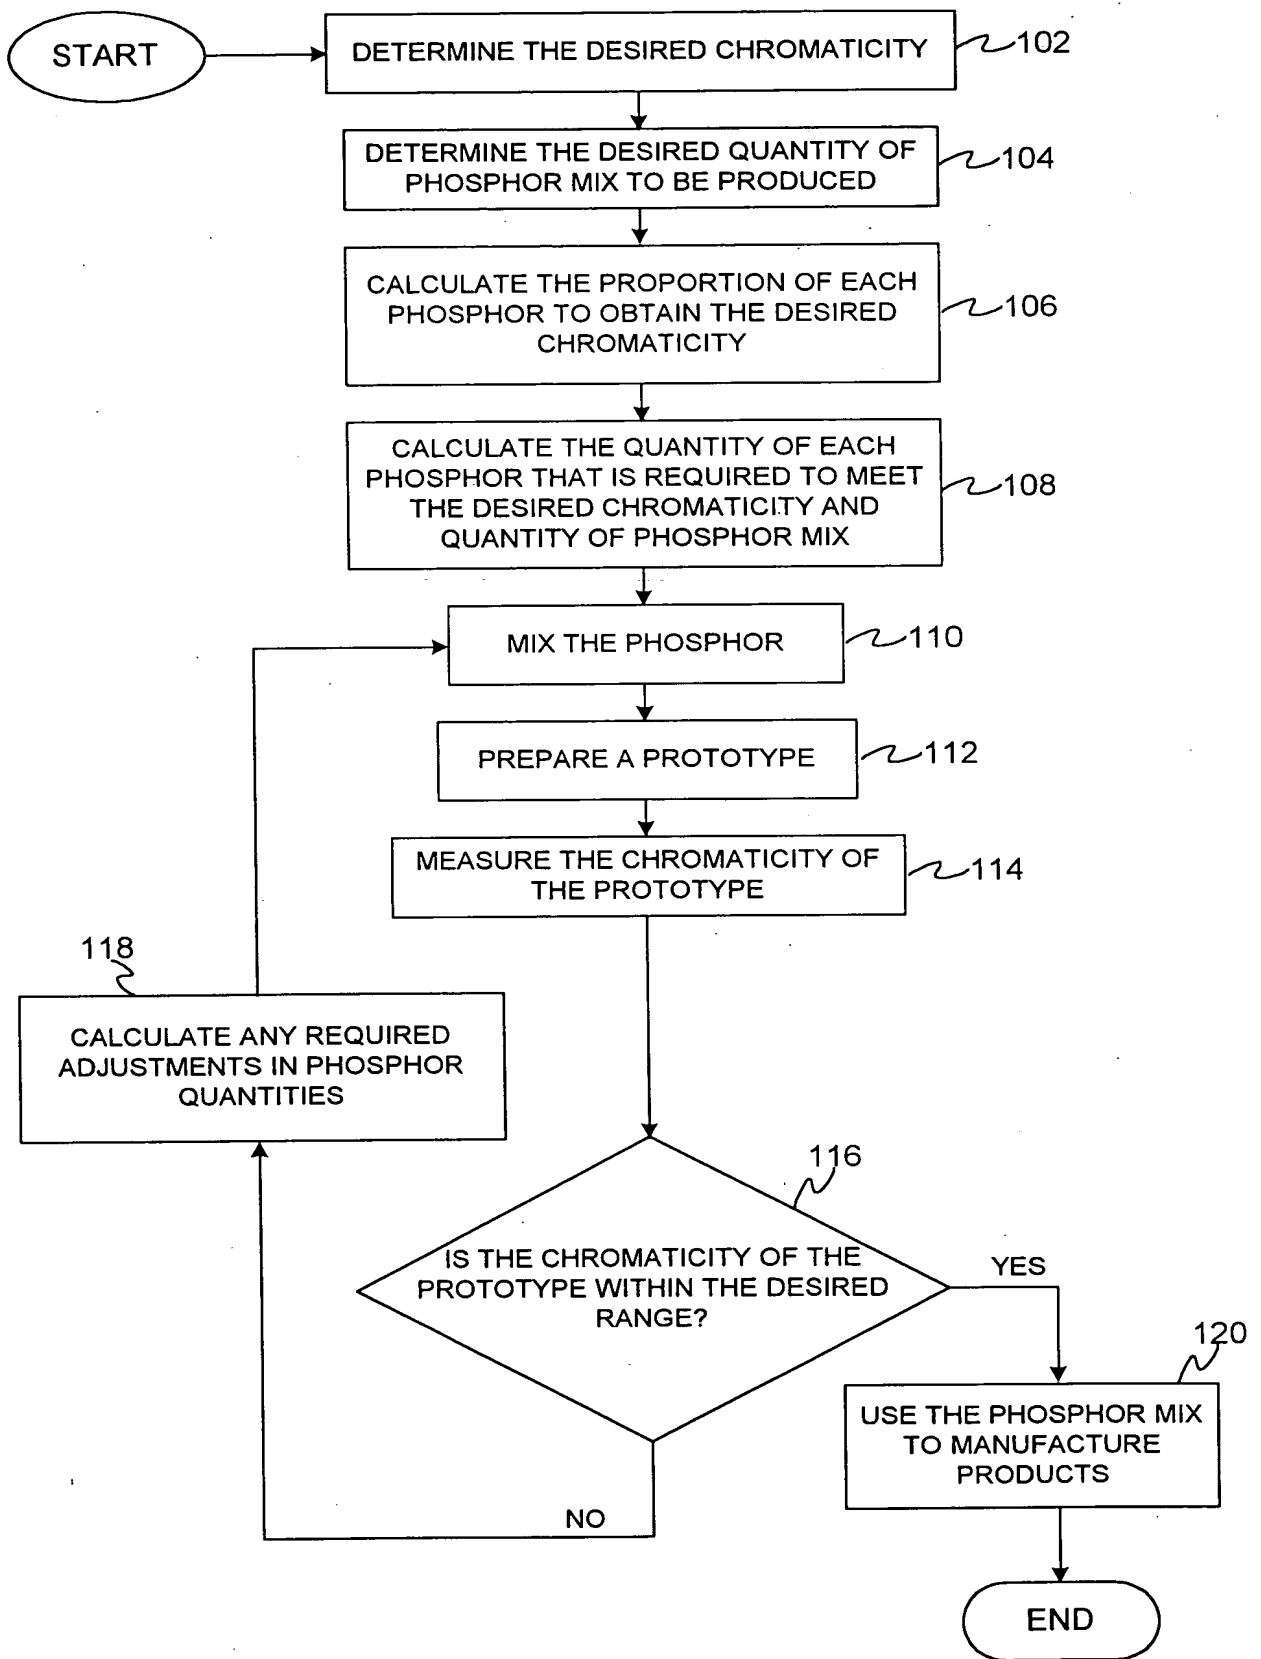 START
DETERMINE THE DESIRED CHROMATICITY
102
DETERMINE THE DESIRED QUANTITY OF
PHOSPHOR MIX TO BE PRODUCED
104
CALCULATE THE PROPORTION OF EACH
PHOSPHOR TO OBTAIN THE DESIRED
CHROMATICITY
106
CALCULATE THE QUANTITY OF EACH
PHOSPHOR THAT IS REQUIRED TO MEET
THE DESIRED CHROMATICITY AND
QUANTITY OF PHOSPHOR MIX
108
MIX THE PHOSPHOR
110
PREPARE A PROTOTYPE
112
MEASURE THE CHROMATICITY OF
THE PROTOTYPE
114
118
CALCULATE ANY REQUIRED
ADJUSTMENTS IN PHOSPHOR
QUANTITIES
116
IS THE CHROMATICITY OF THE
PROTOTYPE WITHIN THE DESIRED
RANGE?
YES
NO
120
USE THE PHOSPHOR MIX
TO MANUFACTURE
PRODUCTS
END